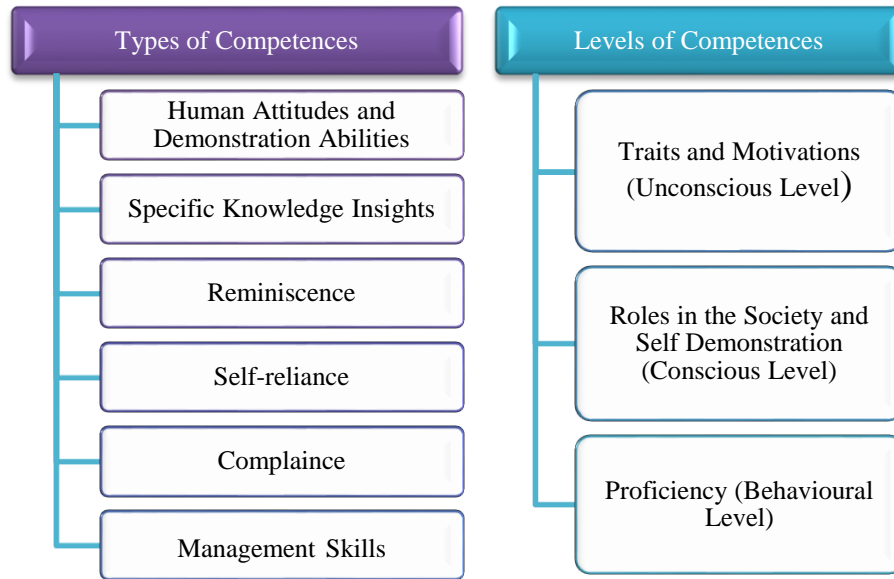 Types of Competences
Human Attitudes and
Demonstration Abilities
Specific Knowledge Insights
Reminiscence
Self-reliance
Complaince
Management Skills
Levels of Competences
Traits and Motivations
(Unconscious Level)
Roles in the Society and
Self Demonstration
(Conscious Level)
Proficiency (Behavioural
Level)